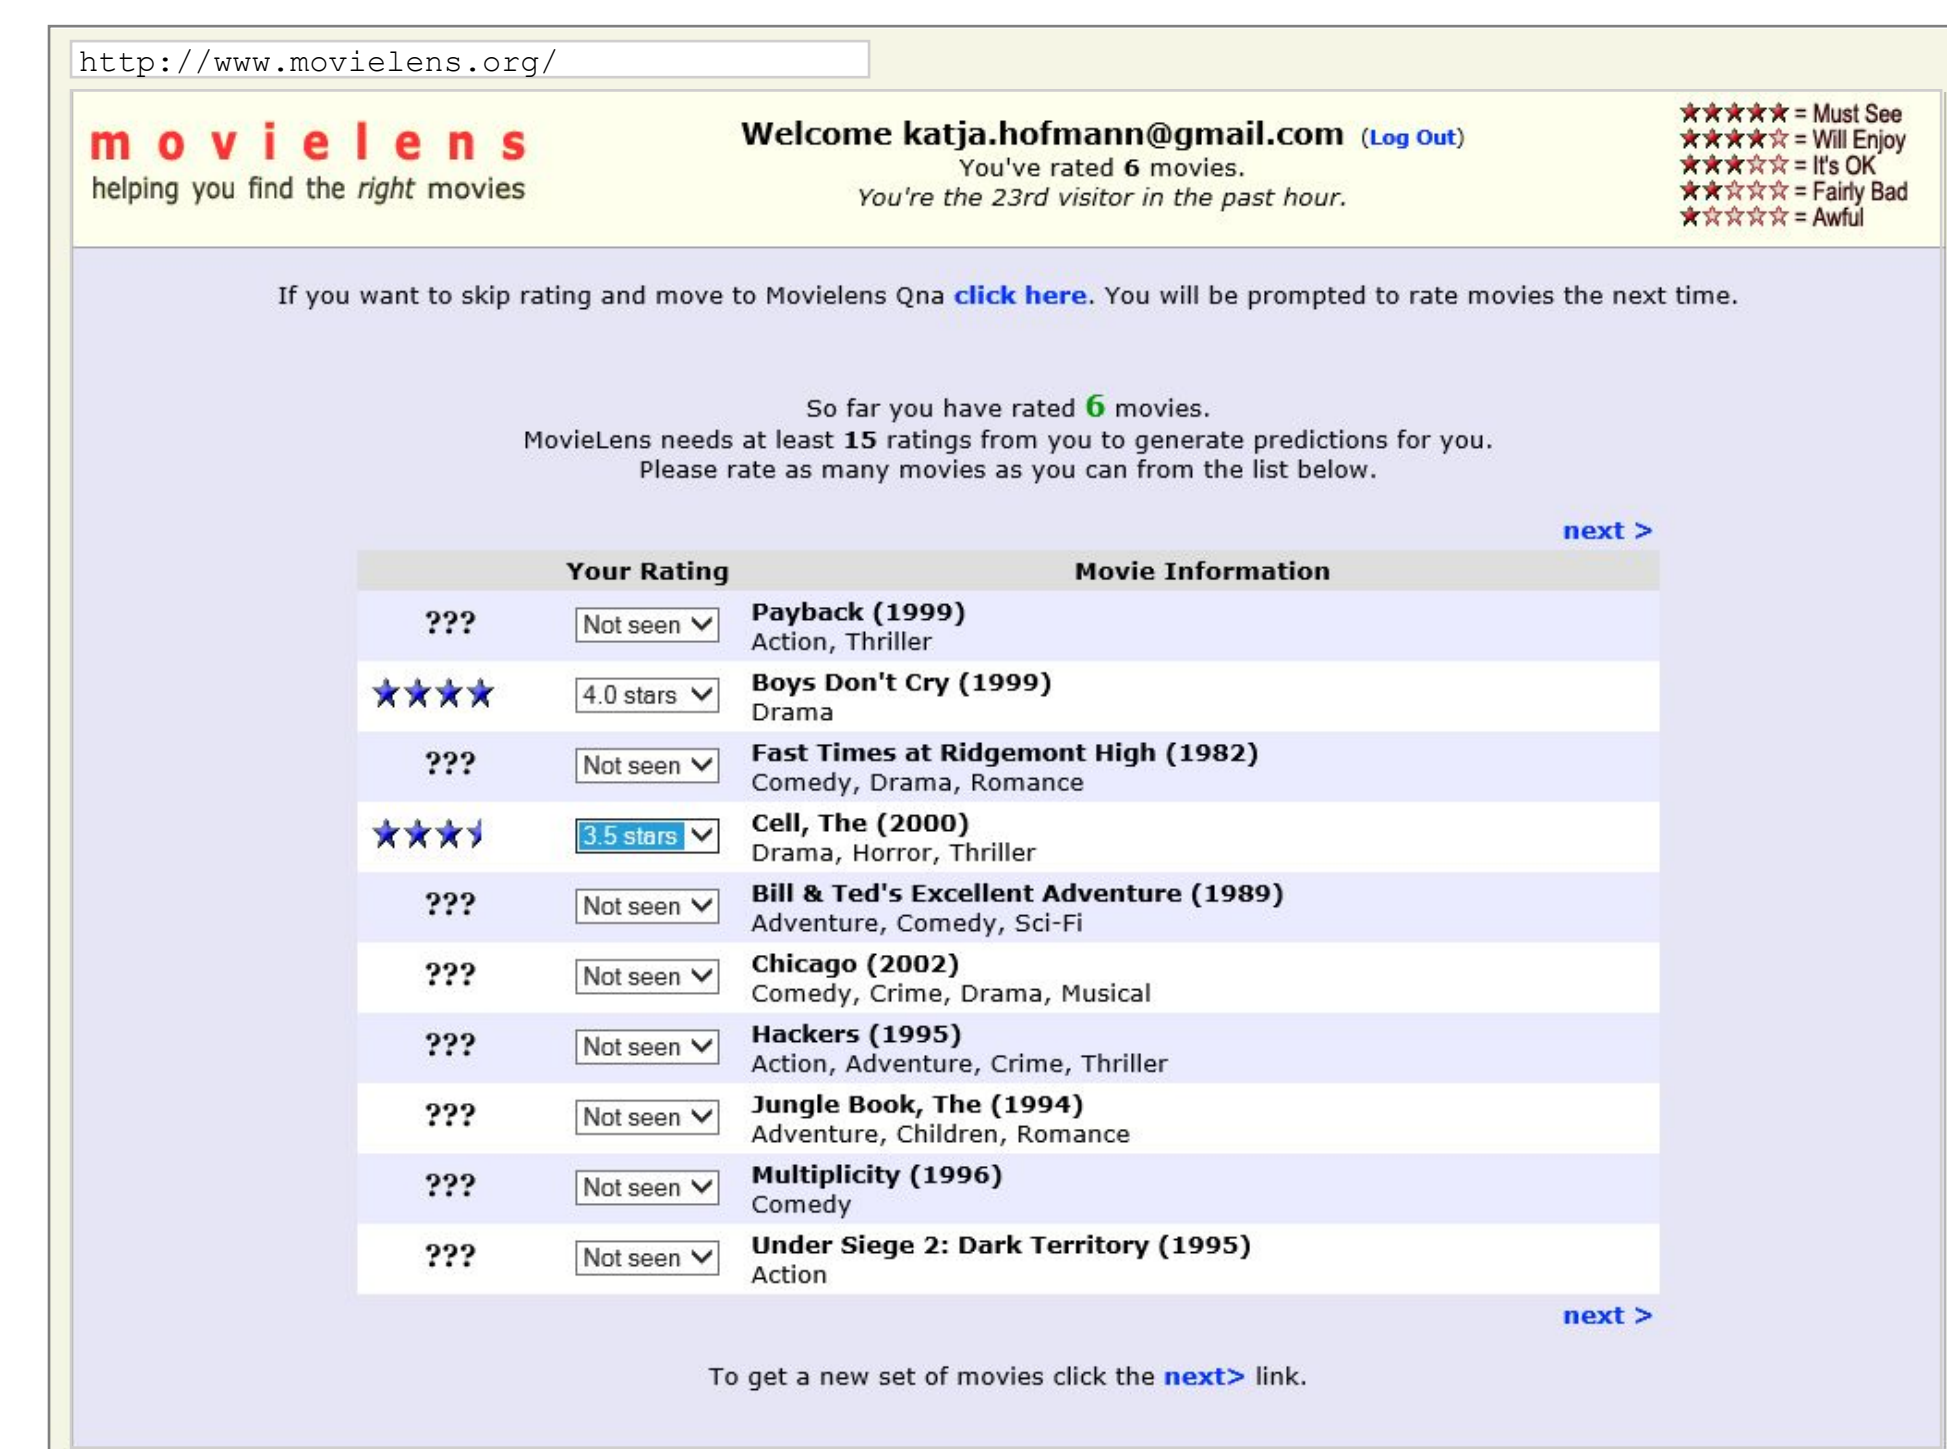 http://www.movielens.org/
movielens
helping you find the right movies
Welcome katja.hofmann@gmail.com (Log Out)
You've rated 6 movies.
You're the 23rd visitor in the past hour.
★★★★★ = Must See
★★★★☆ = Will Enjoy
★★★☆☆ = It's OK
★★☆☆☆ = Fairly Bad
★☆☆☆☆ = Awful
If you want to skip rating and move to Movielens Qna click here. You will be prompted to rate movies the next time.
So far you have rated 6 movies.
MovieLens needs at least 15 ratings from you to generate predictions for you.
Please rate as many movies as you can from the list below.
next >
Your Rating Movie Information
??? Not seen Payback (1999)
Action, Thriller
4.0 stars Boys Don't Cry (1999)
Drama
??? Not seen Fast Times at Ridgemont High (1982)
Comedy, Drama, Romance
3.5 stars Cell, The (2000)
Drama, Horror, Thriller
??? Not seen Bill & Ted's Excellent Adventure (1989)
Adventure, Comedy, Sci-Fi
??? Not seen Chicago (2002)
Comedy, Crime, Drama, Musical
??? Not seen Hackers (1995)
Action, Adventure, Crime, Thriller
??? Not seen Jungle Book, The (1994)
Adventure, Children, Romance
??? Not seen Multiplicity (1996)
Comedy
??? Not seen Under Siege 2: Dark Territory (1995)
Action
next >
To get a new set of movies click the next> link.